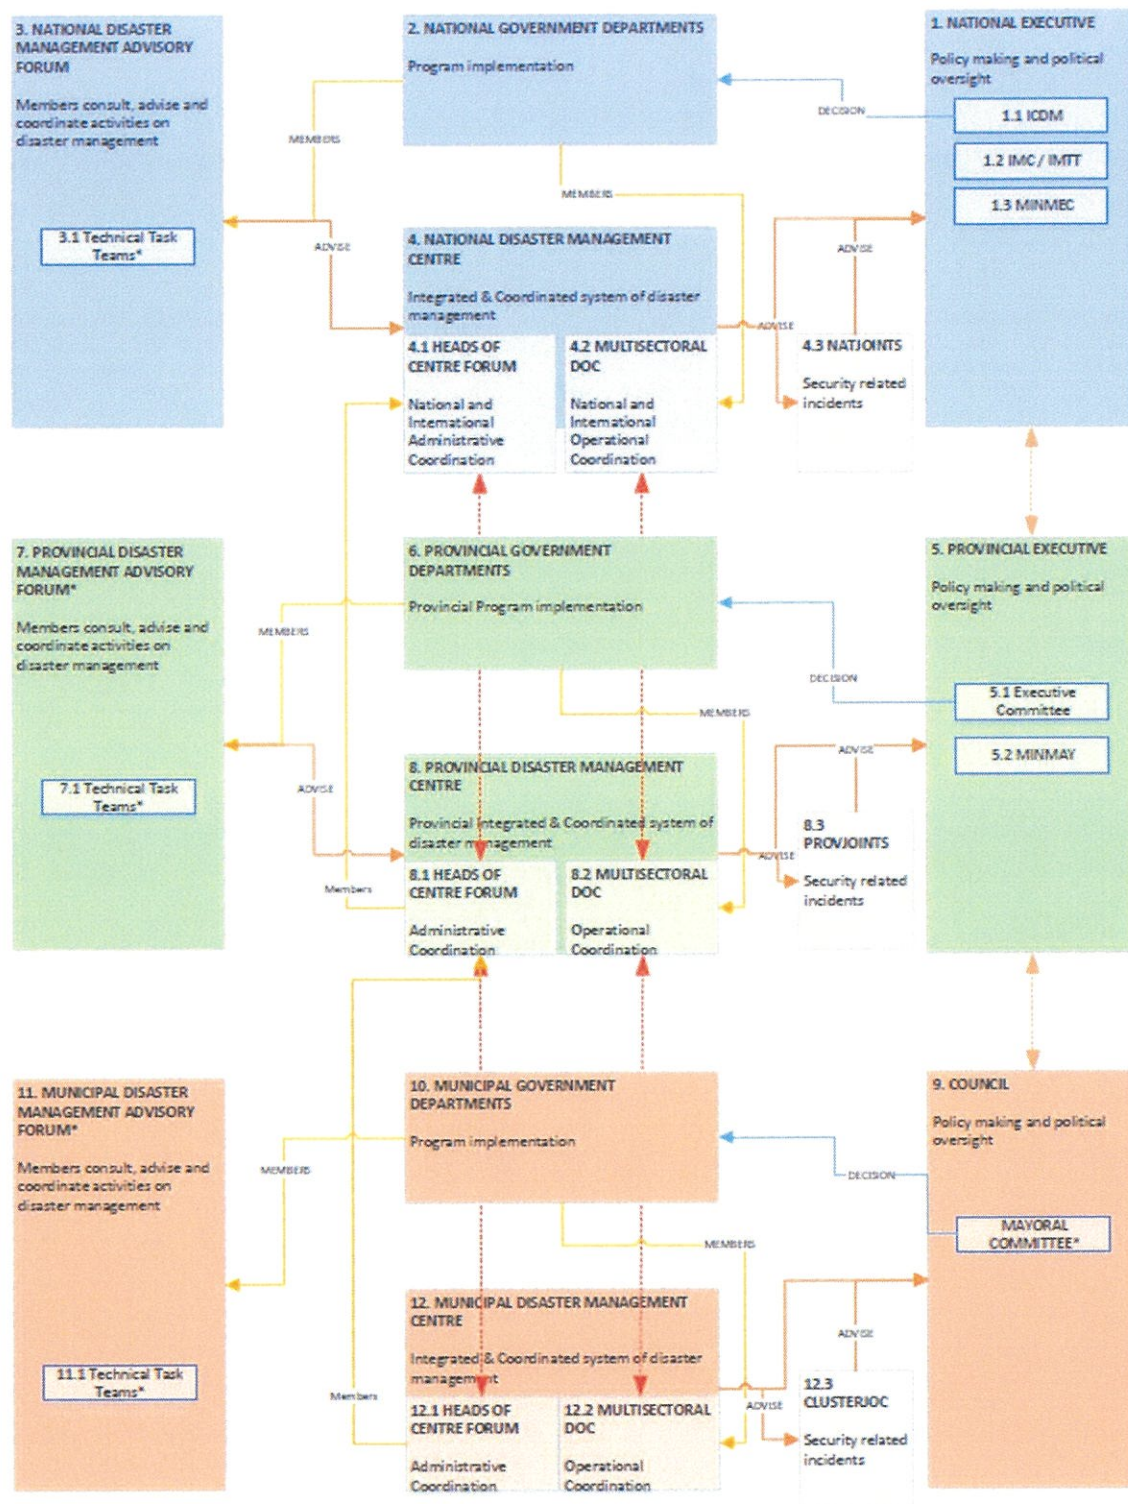 3. NATIONAL DISASTER
MANAGEMENT ADVISORY
FORUM
Members consult, advise and
coordinate activities on
disaster management
3.1 Technical Task
Teams*
2. NATIONAL GOVERNMENT DEPARTMENTS
Program implementation
1. NATIONAL EXECUTIVE
Policy making and political
oversight
1.1 ICDM
1.2 IMC / IMTT
1.3 MINMEC
DECISION
MEMBERS
MEMBERS
ADVISE
ADVISE
4. NATIONAL DISASTER MANAGEMENT
CENTRE
Integrated & Coordinated system of disaster
management
ADVISE
4.1 HEADS OF
CENTRE FORUM
National and
International
Administrative
Coordination
4.2 MULTISECTORAL
DOC
National and
International
Operational
Coordination
4.3 NATJOINTS
Security related
incidents
7. PROVINCIAL DISASTER
MANAGEMENT ADVISORY
FORUM*
Members consult, advise and
coordinate activities on
disaster management
7.1 Technical Task
Teams*
6. PROVINCIAL GOVERNMENT
DEPARTMENTS
Provincial Program implementation
5. PROVINCIAL EXECUTIVE
Policy making and political
oversight
5.1 Executive
Committee
5.2 MINMAY
MEMBERS
DECISION
MEMBERS
ADVISE
ADVISE
8. PROVINCIAL DISASTER MANAGEMENT
CENTRE
Provincial Integrated & Coordinated system of
disaster management
ADVISE
Members
8.1 HEADS OF
CENTRE FORUM
Administrative
Coordination
8.2 MULTISECTORAL
DOC
Operational
Coordination
8.3
PROVJOINTS
Security related
incidents
11. MUNICIPAL DISASTER
MANAGEMENT ADVISORY
FORUM*
Members consult, advise and
coordinate activities on
disaster management
11.1 Technical Task
Teams*
10. MUNICIPAL GOVERNMENT
DEPARTMENTS
Program implementation
9. COUNCIL
Policy making and political
oversight
MAYORAL
COMMITTEE*
MEMBERS
DECISION
MEMBERS
ADVISE
12. MUNICIPAL DISASTER MANAGEMENT
CENTRE
Integrated & Coordinated system of disaster
management
ADVISE
Members
12.1 HEADS OF
CENTRE FORUM
Administrative
Coordination
12.2 MULTISECTORAL
DOC
Operational
Coordination
12.3
CLUSTERJOC
Security related
incidents